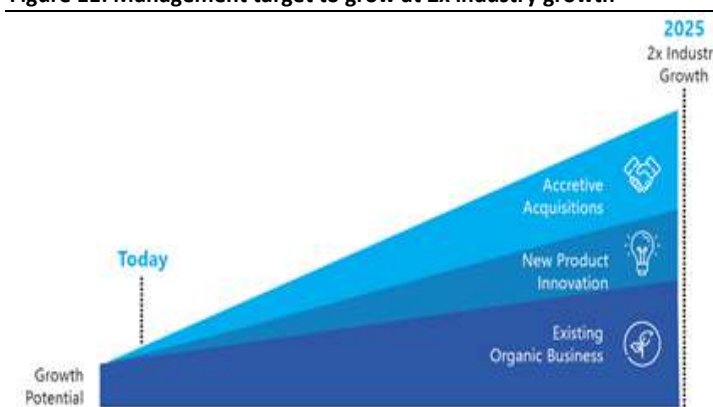 Figure 11: Management target to grow at 2x industry growth
2025
2x Industr
Growth
Accretive
Acquisitions
Today
New Product
Innovation
Existing
Organic Business
Growth
Potential